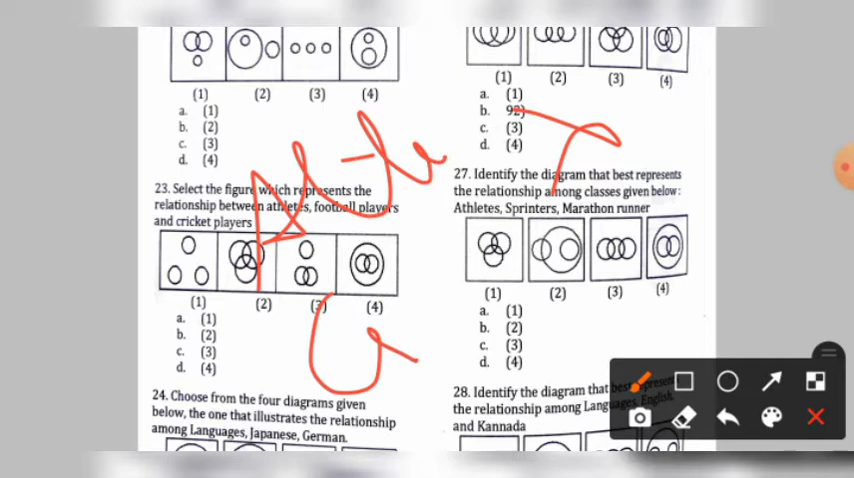 (1) (2) (3) (4)
a. (1)
b. (2)
c. (3)
d. (4)
23. Select the figure which represents the
relationship between athletes, football players
and cricket players
(1) (2) (3) (4)
a. (1)
b. (2)
c. (3)
d. (4)
24. Choose from the four diagrams given
below, the one that illustrates the relationship
among Languages, Japanese, German.
(1) (2) (3) (4)
a. (1)
b. 92)
c. (3)
d. (4)
27. Identify the diagram that best represents
the relationship among classes given below:
Athletes, Sprinters, Marathon runner
(1) (2) (3) (4)
a. (1)
b. (2)
c. (3)
d. (4)
28. Identify the diagram that best represents
the relationship among Languages, English
and Kannada